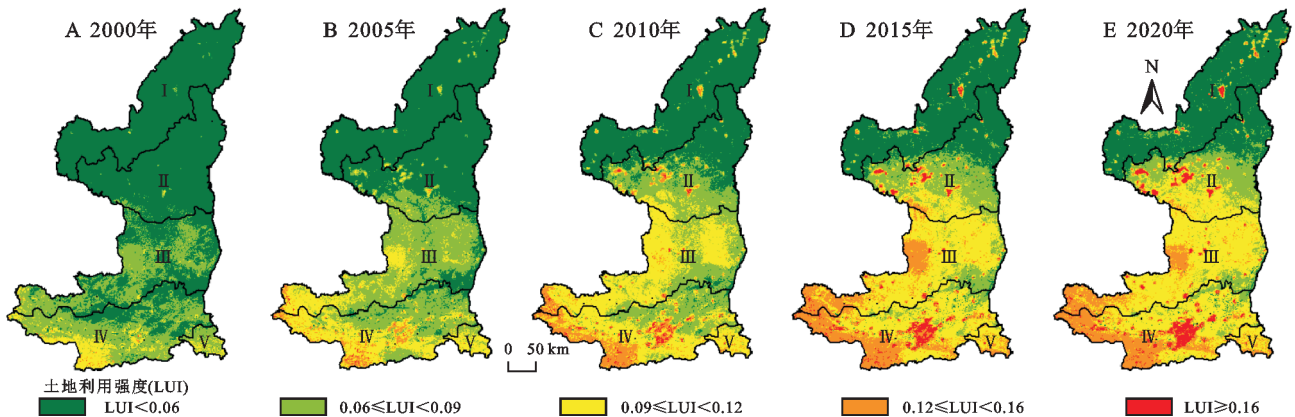 A 2000年
B 2005年
C 2010年
D 2015年
E 2020年
N
I
II
III
IV
V
I
II
III
IV
V
I
II
III
IV
V
I
II
III
IV
V
I
II
III
IV
V
0 50 km
土地利用强度(LUI)
LUI<0.06
0.06≤LUI<0.09
0.09≤LUI<0.12
0.12≤LUI<0.16
LUI≥0.16